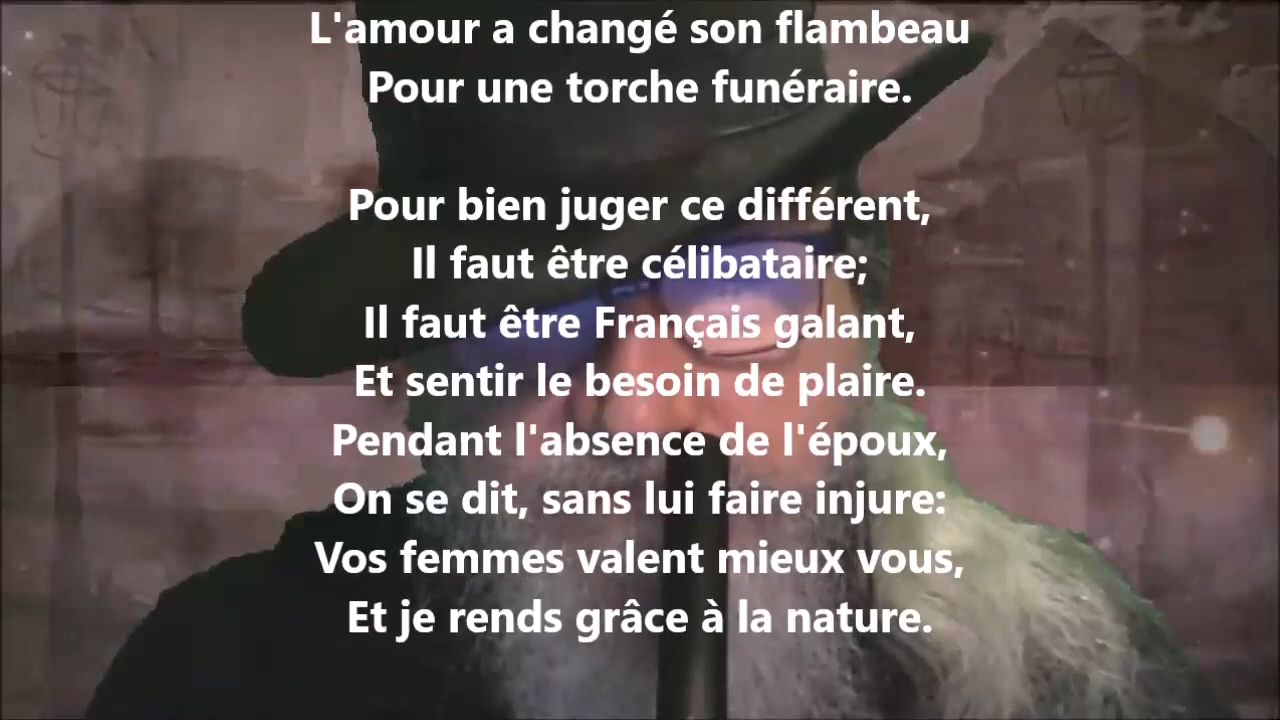 L'amour a changé son flambeau
Pour une torche funéraire.
Pour bien juger ce différent,
Il faut être célibataire;
Il faut être Français galant,
Et sentir le besoin de plaire.
Pendant l'absence de l'époux,
On se dit, sans lui faire injure:
Vos femmes valent mieux vous,
Et je rends grâce à la nature.